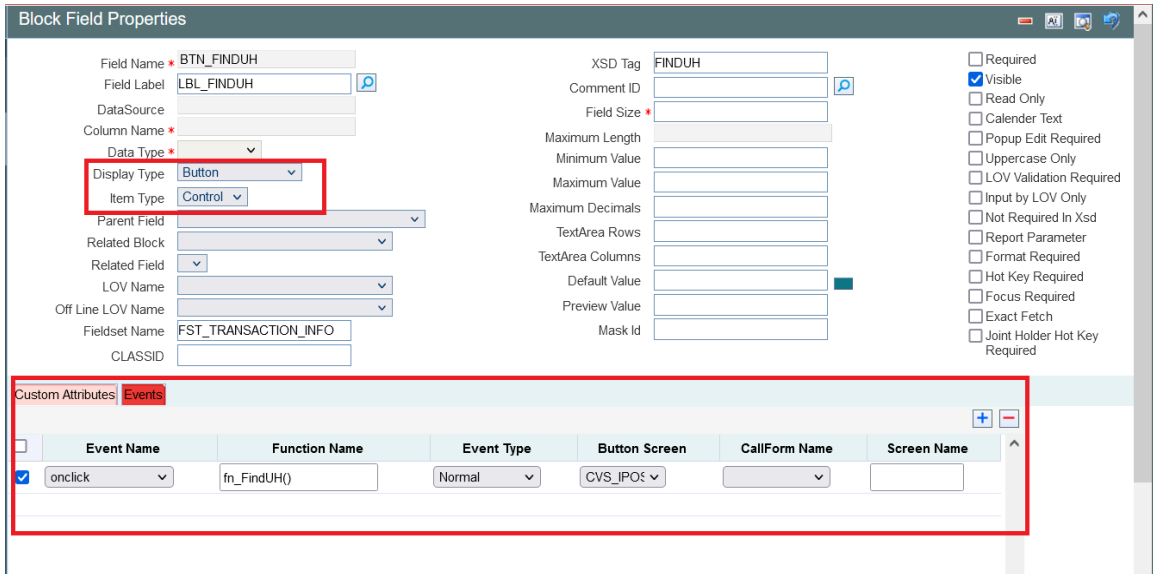 Block Field Properties
Field Name * BTN_FINDUH
Field Label LBL_FINDUH
DataSource
Column Name *
Data Type *
Display Type Button
Item Type Control
Parent Field
Related Block
Related Field
LOV Name
Off Line LOV Name
Fieldset Name FST_TRANSACTION_INFO
CLASSID
XSD Tag FINDUH
Comment ID
Field Size *
Maximum Length
Minimum Value
Maximum Value
Maximum Decimals
TextArea Rows
TextArea Columns
Default Value
Preview Value
Mask Id
Required
Visible
Read Only
Calender Text
Popup Edit Required
Uppercase Only
LOV Validation Required
Input by LOV Only
Not Required In Xsd
Report Parameter
Format Required
Hot Key Required
Focus Required
Exact Fetch
Joint Holder Hot Key
Required
Custom Attributes Events
Event Name Function Name Event Type Button Screen CallForm Name Screen Name
onclick fn_FindUH() Normal CVS_IPOS